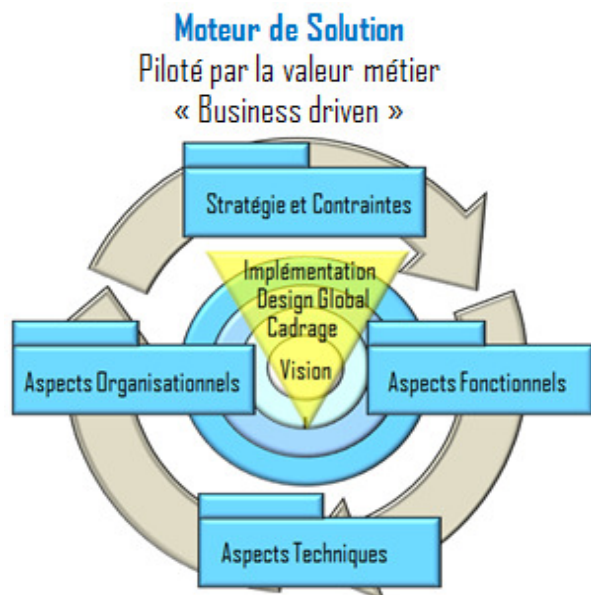 Moteur de Solution
Piloté par la valeur métier
« Business driven »
Stratégie et Contraintes
Implémentation
Design Global
Cadrage
Vision
Aspects Organisationnels
Aspects Fonctionnels
Aspects Techniques